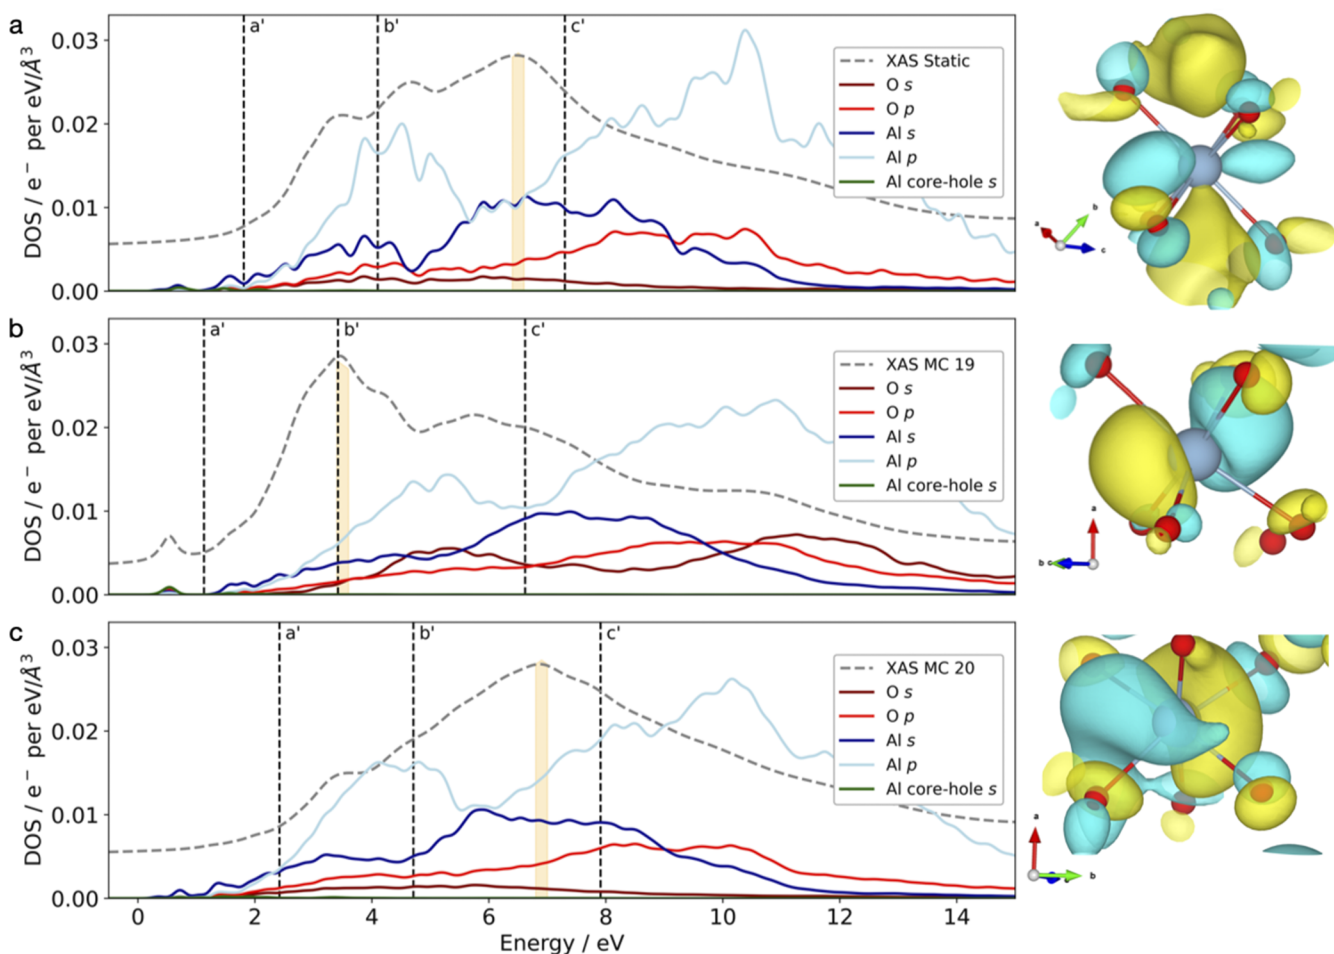 a
a'
b'
c'
DOS / e⁻ per eV/Å³
0.03
0.02
0.01
0.00
XAS Static
O s
O p
Al s
Al p
Al core-hole s
a
b
c
b
a'
b'
c'
DOS / e⁻ per eV/Å³
0.03
0.02
0.01
0.00
XAS MC 19
O s
O p
Al s
Al p
Al core-hole s
a
b c
c
a'
b'
c'
DOS / e⁻ per eV/Å³
0.03
0.02
0.01
0.00
XAS MC 20
O s
O p
Al s
Al p
Al core-hole s
a
c
b
0 2 4 6 8 10 12 14
Energy / eV